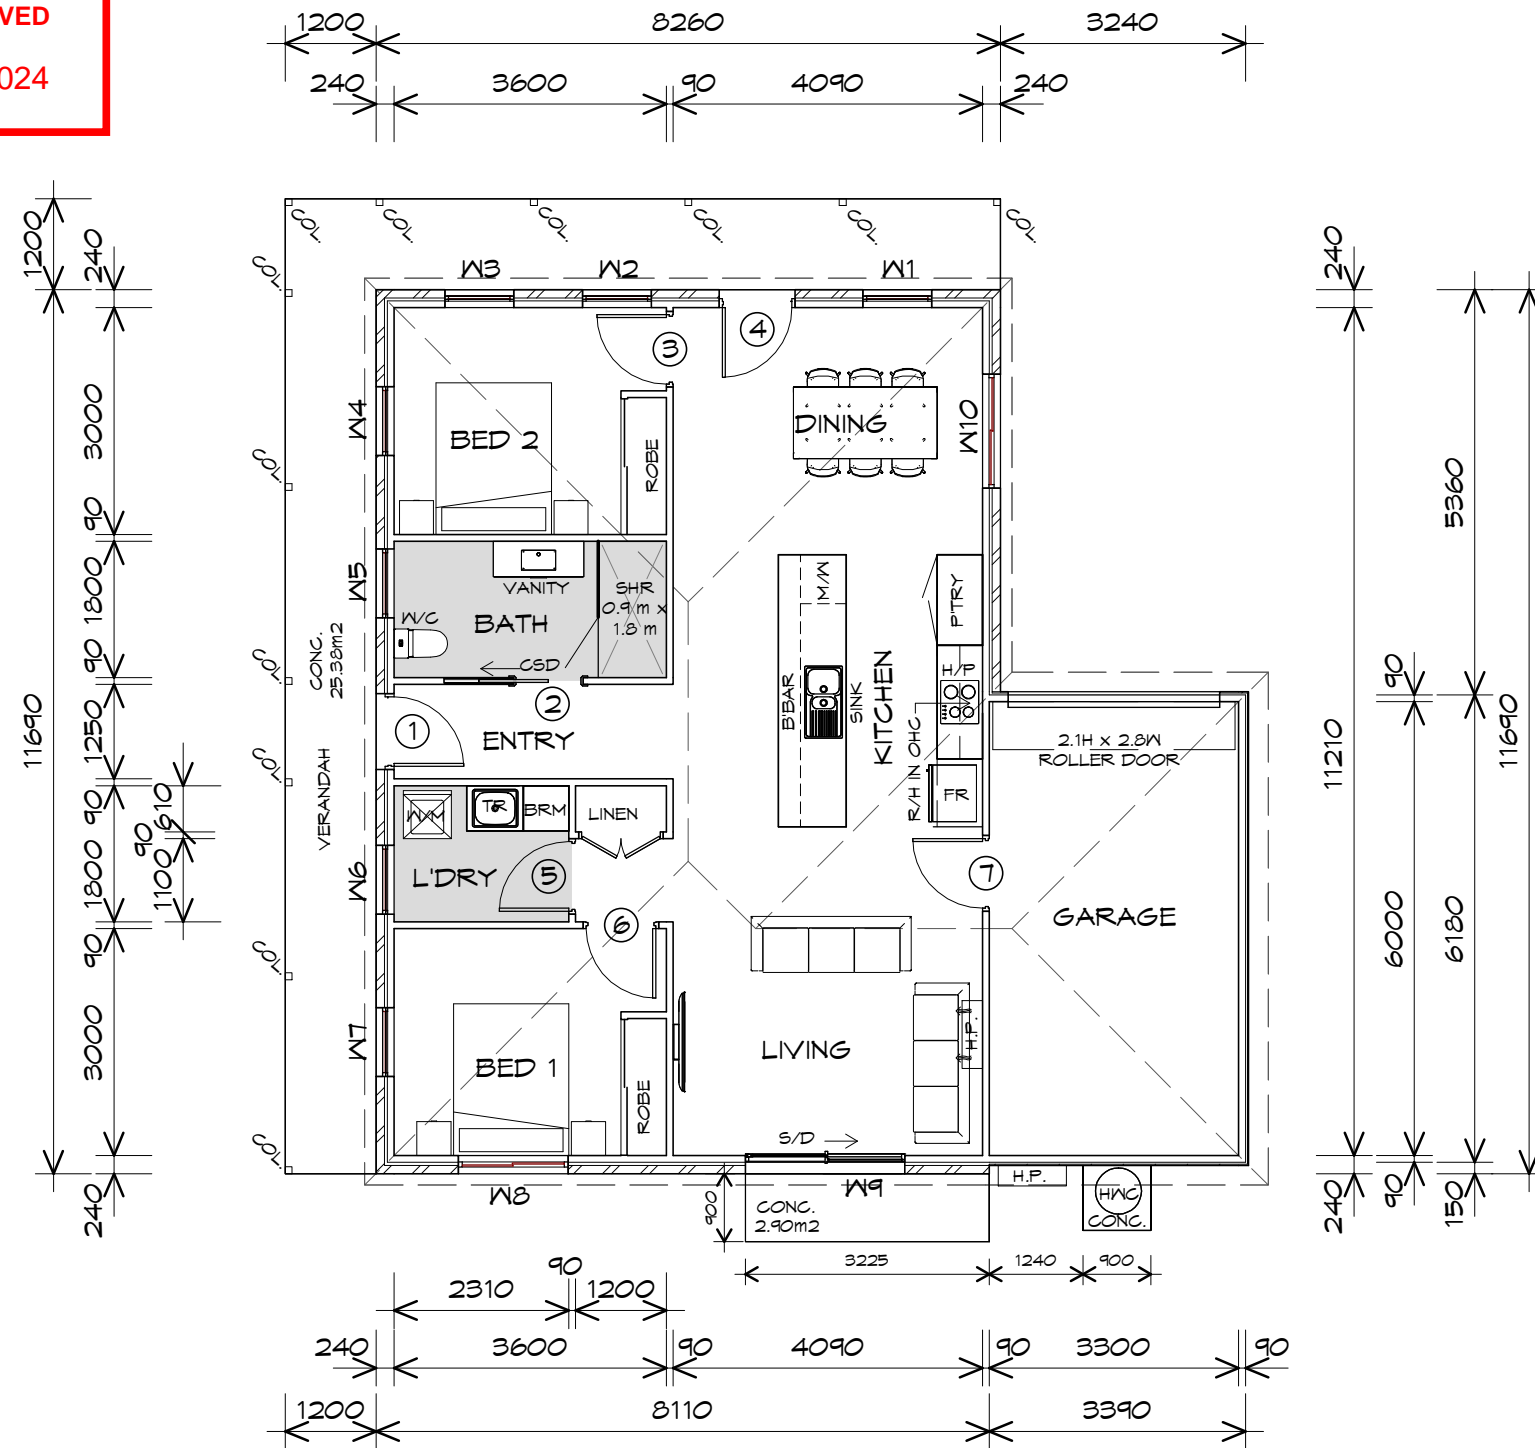 VED
024
1200
8260
3240
240
3600
90
4090
240
COL.
COL.
COL.
COL.
COL.
COL.
1200
240
3000
90
1800
90
1250
90
1800
90
3000
240
11690
610
90
1100
COL.
COL.
COL.
COL.
COL.
W3
W2
W1
W4
W5
W6
W7
W8
W9
W10
3
4
BED 2
ROBE
DINING
VANITY
SHR
0.9 m x
1.8 m
W/C
BATH
CSD
CONC.
25.38m2
VERANDAH
1
2
ENTRY
M/W
P'TRY
H/P
B'BAR
SINK
KITCHEN
R/H IN OHC
FR
2.1H x 2.8W
ROLLER DOOR
W/M
TR
BRM
LINEN
L'DRY
5
6
7
GARAGE
BED 1
ROBE
LIVING
H.P.
S/D
H.P.
HWC
CONC.
CONC.
2.90m2
900
240
11210
240
90
6000
90
5360
6180
150
11690
3225
1240
900
90
2310
1200
240
3600
90
4090
90
3300
90
1200
8110
3390